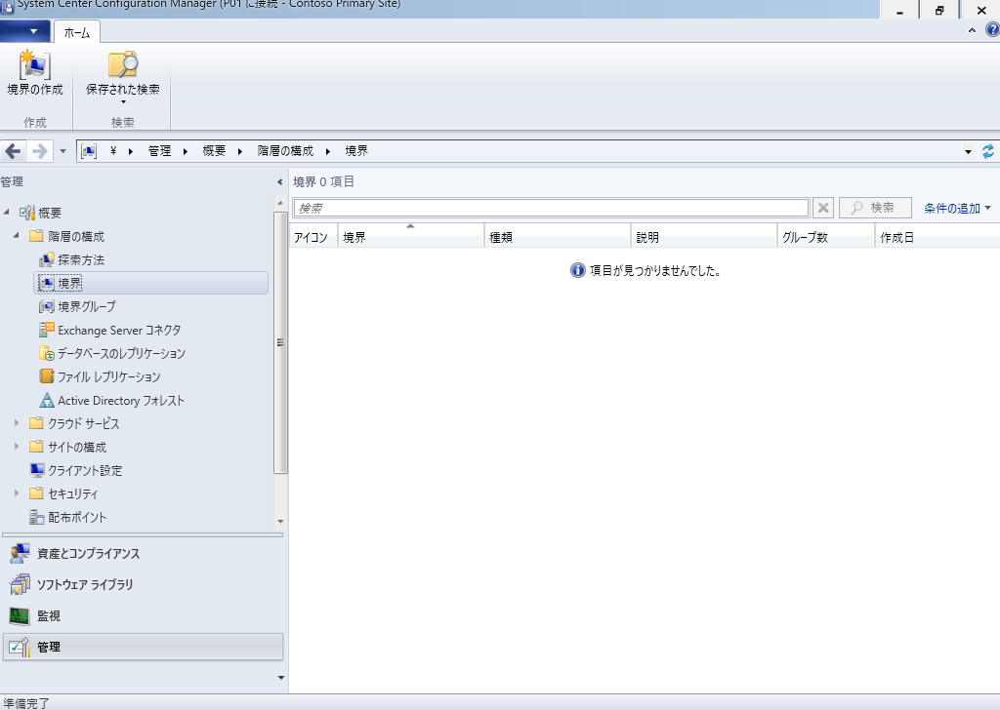 System Center Configuration Manager (P01 に接続 - Contoso Primary Site)
ホーム
境界の作成
保存された検索
作成
検索
¥ 管理 概要 階層の構成 境界
管理
境界 0 項目
検索
検索
条件の追加
アイコン 境界 種類 説明 グループ数 作成日
項目が見つかりませんでした。
概要
階層の構成
探索方法
境界
境界グループ
Exchange Server コネクタ
データベースのレプリケーション
ファイル レプリケーション
Active Directory フォレスト
クラウド サービス
サイトの構成
クライアント設定
セキュリティ
配布ポイント
資産とコンプライアンス
ソフトウェア ライブラリ
監視
管理
準備完了